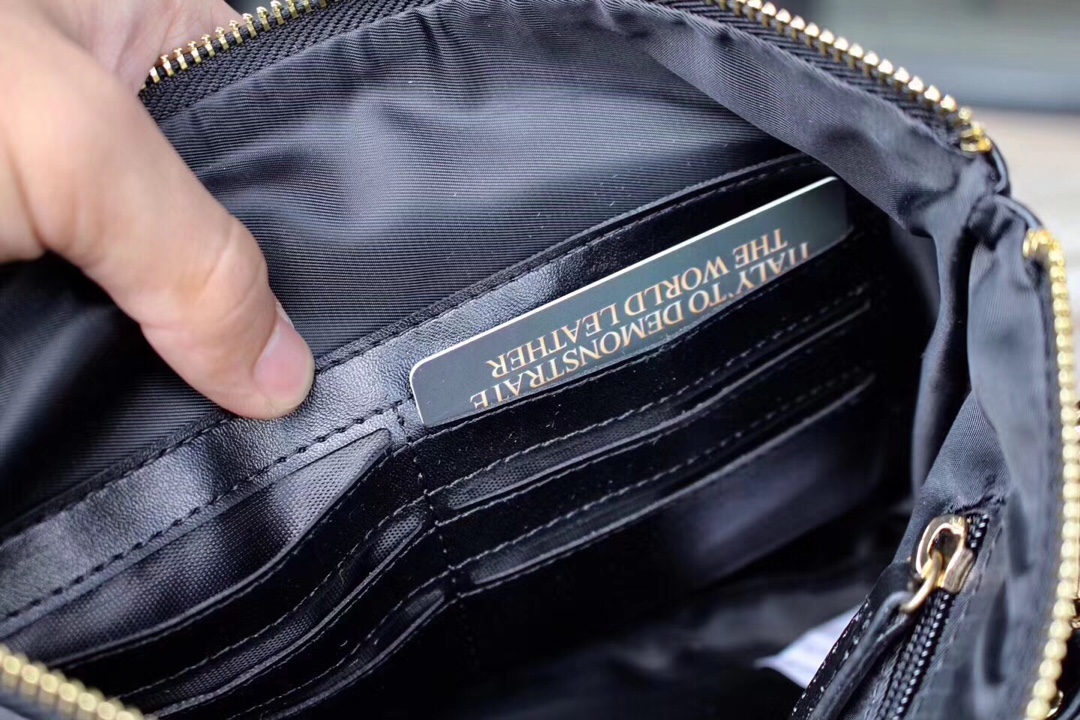 THE WORLD LEATHER
ITALY TO DEMONSTRATE